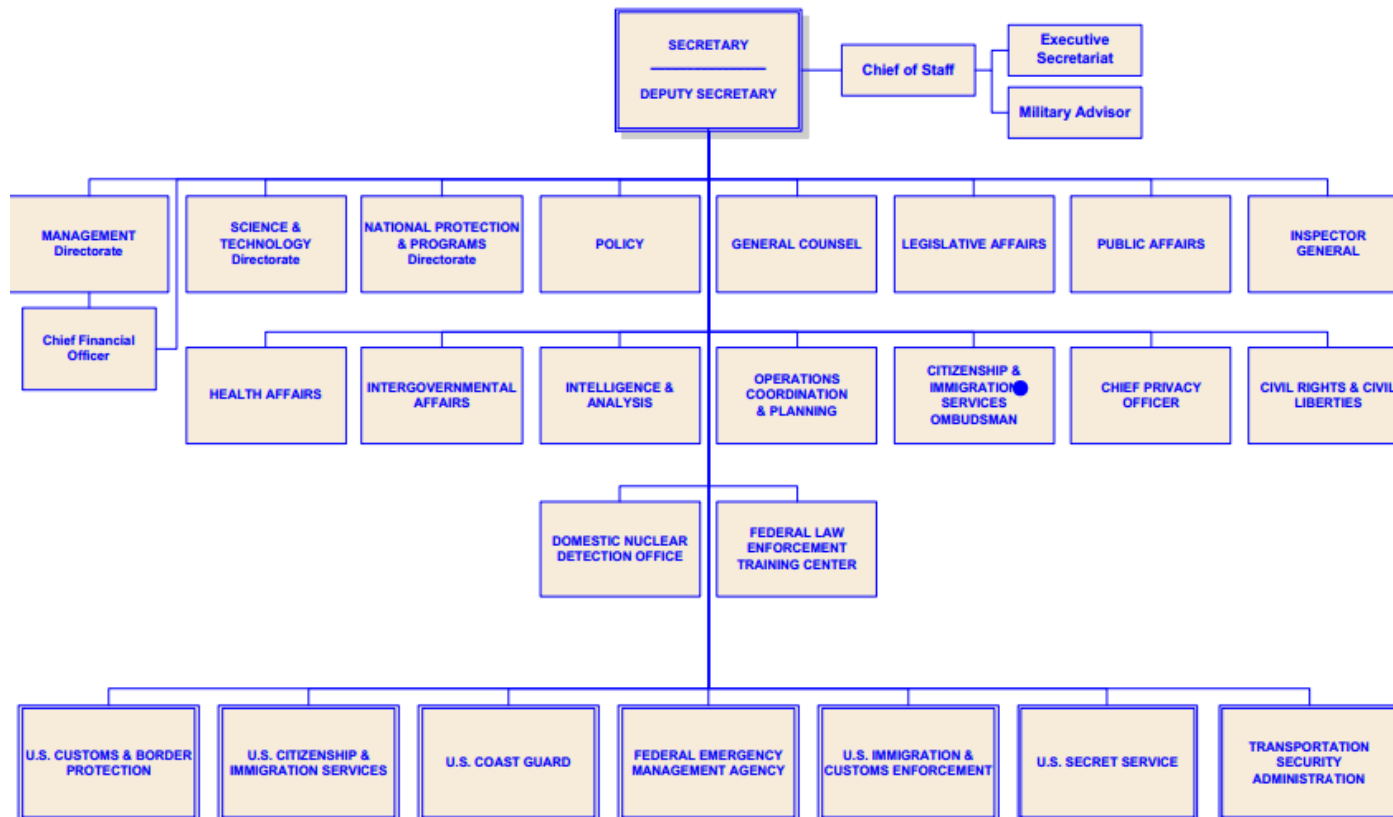 SECRETARY
DEPUTY SECRETARY
Chief of Staff
Executive
Secretariat
Military Advisor
MANAGEMENT
Directorate
SCIENCE &
TECHNOLOGY
Directorate
NATIONAL PROTECTION
& PROGRAMS
Directorate
POLICY
GENERAL COUNSEL
LEGISLATIVE AFFAIRS
PUBLIC AFFAIRS
INSPECTOR
GENERAL
Chief Financial
Officer
HEALTH AFFAIRS
INTERGOVERNMENTAL
AFFAIRS
INTELLIGENCE &
ANALYSIS
OPERATIONS
COORDINATION
& PLANNING
CITIZENSHIP &
IMMIGRATION
SERVICES
OMBUDSMAN
CHIEF PRIVACY
OFFICER
CIVIL RIGHTS & CIVIL
LIBERTIES
DOMESTIC NUCLEAR
DETECTION OFFICE
FEDERAL LAW
ENFORCEMENT
TRAINING CENTER
U.S. CUSTOMS & BORDER
PROTECTION
U.S. CITIZENSHIP &
IMMIGRATION SERVICES
U.S. COAST GUARD
FEDERAL EMERGENCY
MANAGEMENT AGENCY
U.S. IMMIGRATION &
CUSTOMS ENFORCEMENT
U.S. SECRET SERVICE
TRANSPORTATION
SECURITY
ADMINISTRATION